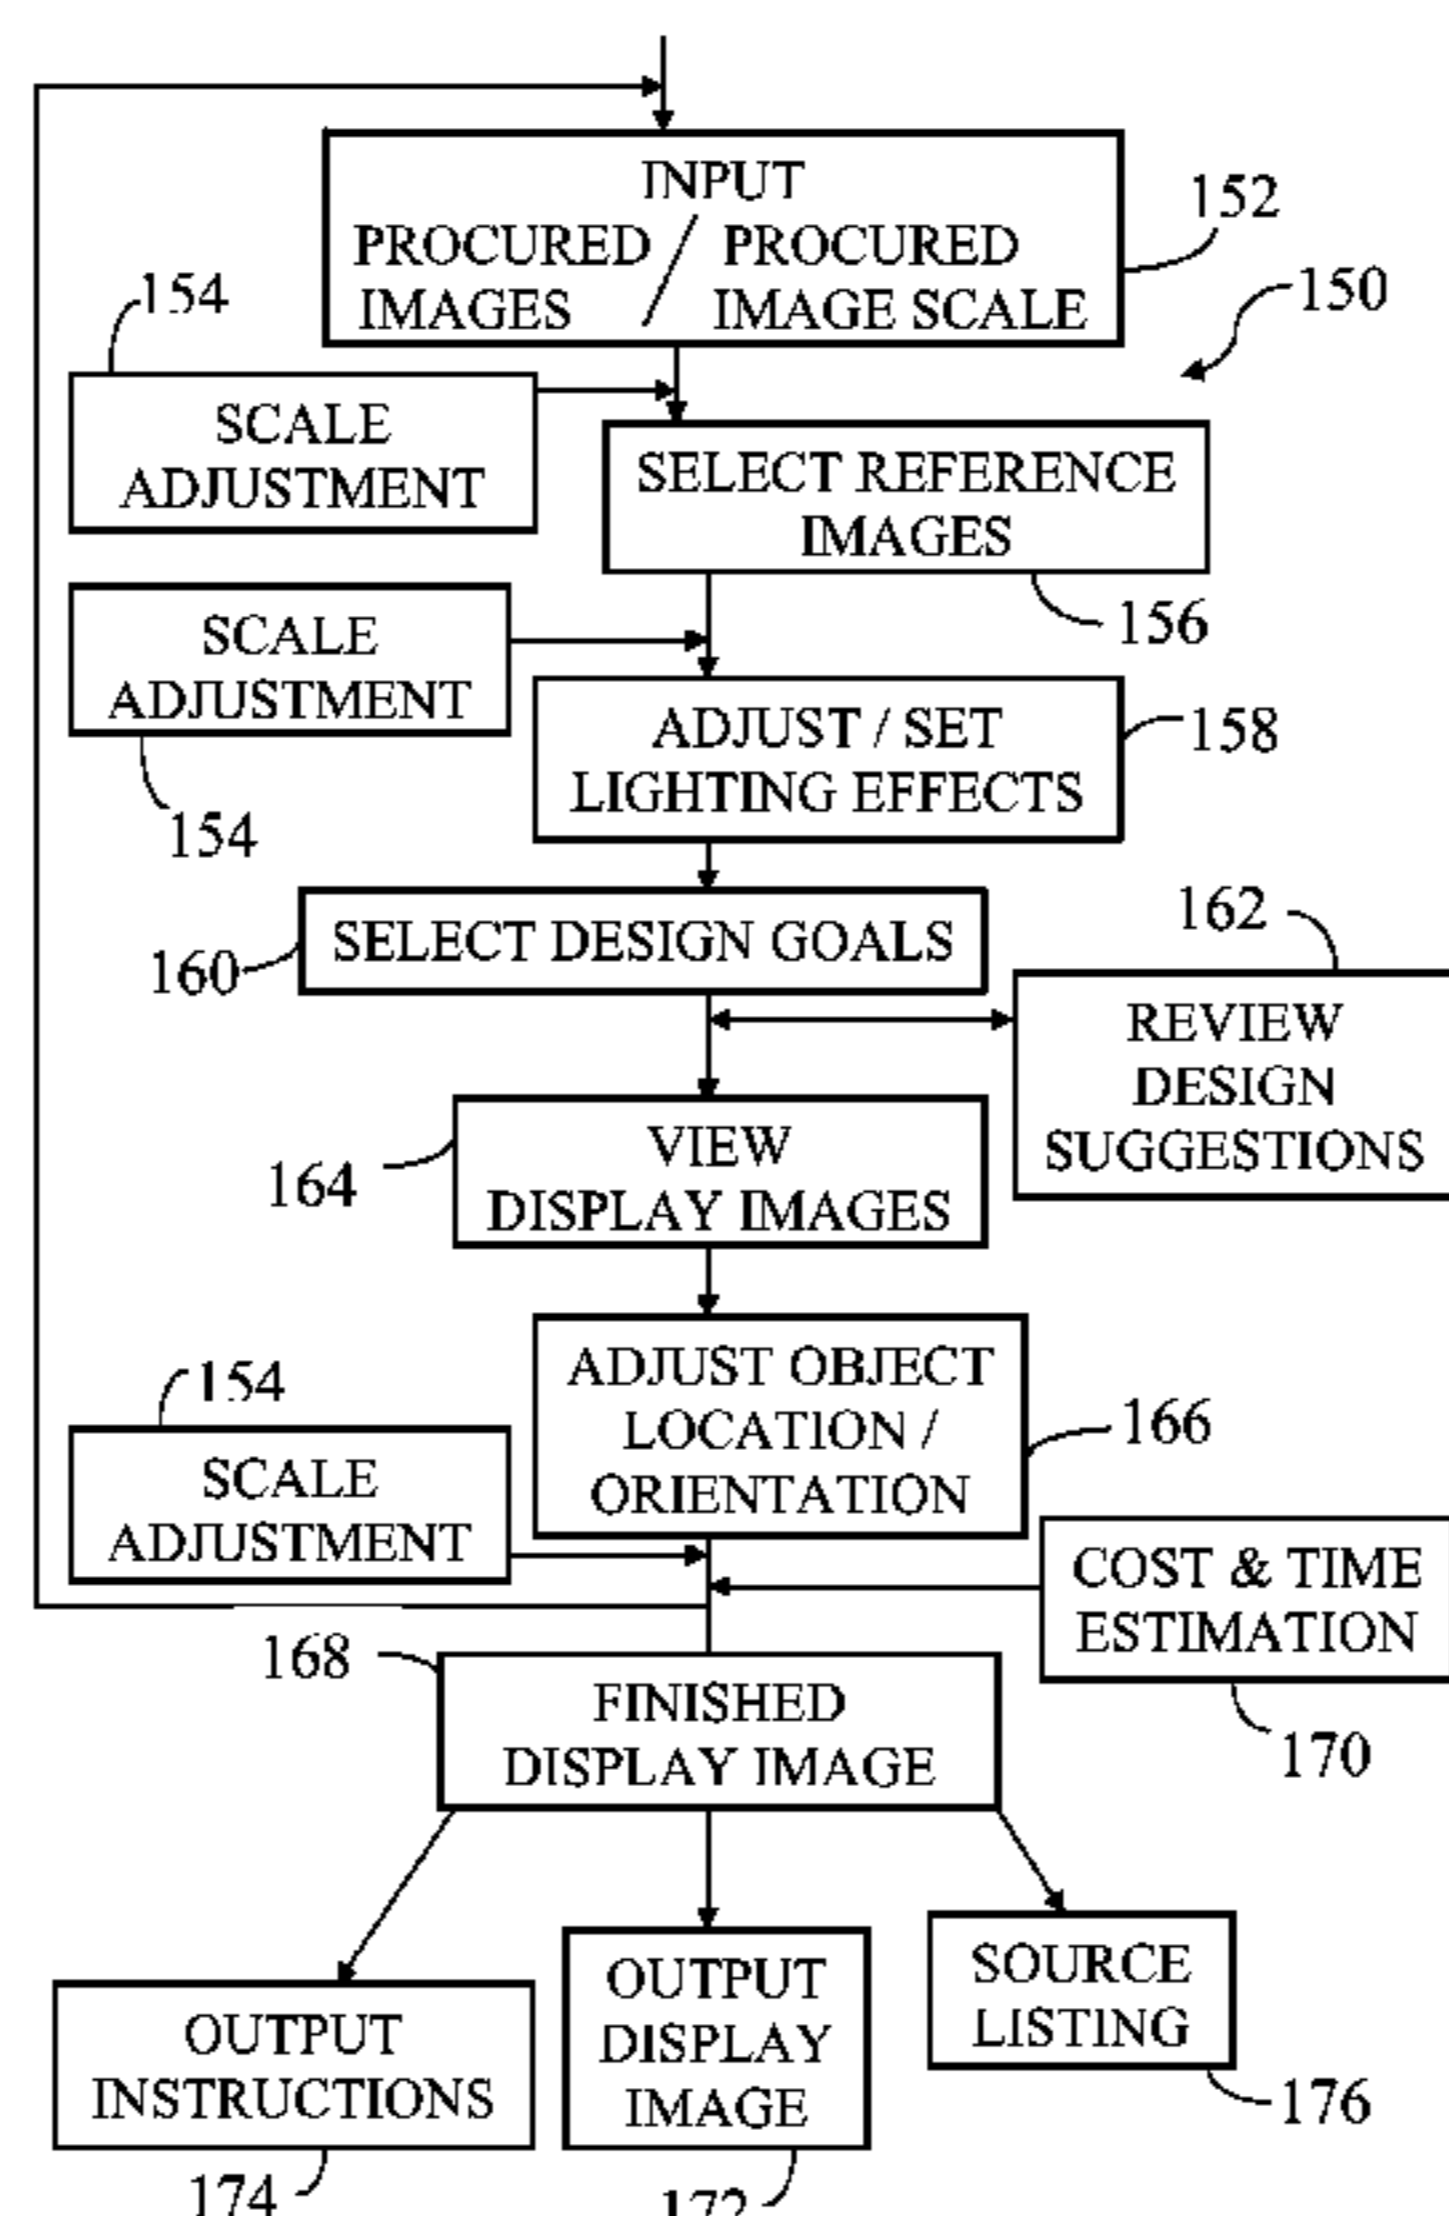 INPUT
PROCURED / PROCURED
IMAGES IMAGE SCALE
152
150
154
SCALE
ADJUSTMENT
SELECT REFERENCE
IMAGES
156
SCALE
ADJUSTMENT
154
ADJUST / SET
LIGHTING EFFECTS
158
SELECT DESIGN GOALS
160
162
REVIEW
DESIGN
SUGGESTIONS
VIEW
DISPLAY IMAGES
164
ADJUST OBJECT
LOCATION /
ORIENTATION
166
154
SCALE
ADJUSTMENT
COST & TIME
ESTIMATION
170
168
FINISHED
DISPLAY IMAGE
OUTPUT
INSTRUCTIONS
174
OUTPUT
DISPLAY
IMAGE
172
SOURCE
LISTING
176